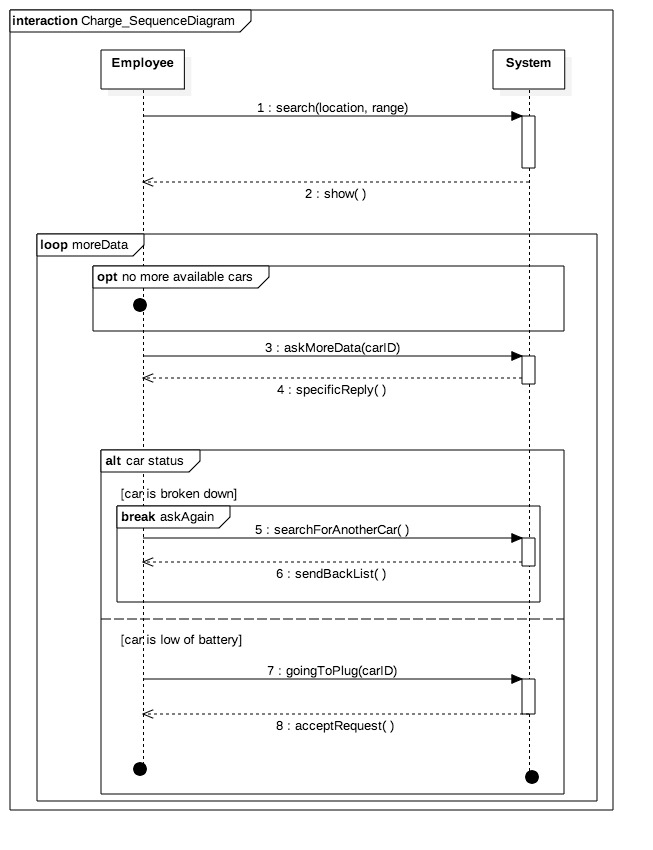 interaction Charge_SequenceDiagram
Employee
System
1 : search(location, range)
2 : show( )
loop moreData
opt no more available cars
3 : askMoreData(carID)
4 : specificReply( )
alt car status
[car is broken down]
break askAgain
5 : searchForAnotherCar( )
6 : sendBackList( )
[car is low of battery]
7 : goingToPlug(carID)
8 : acceptRequest( )